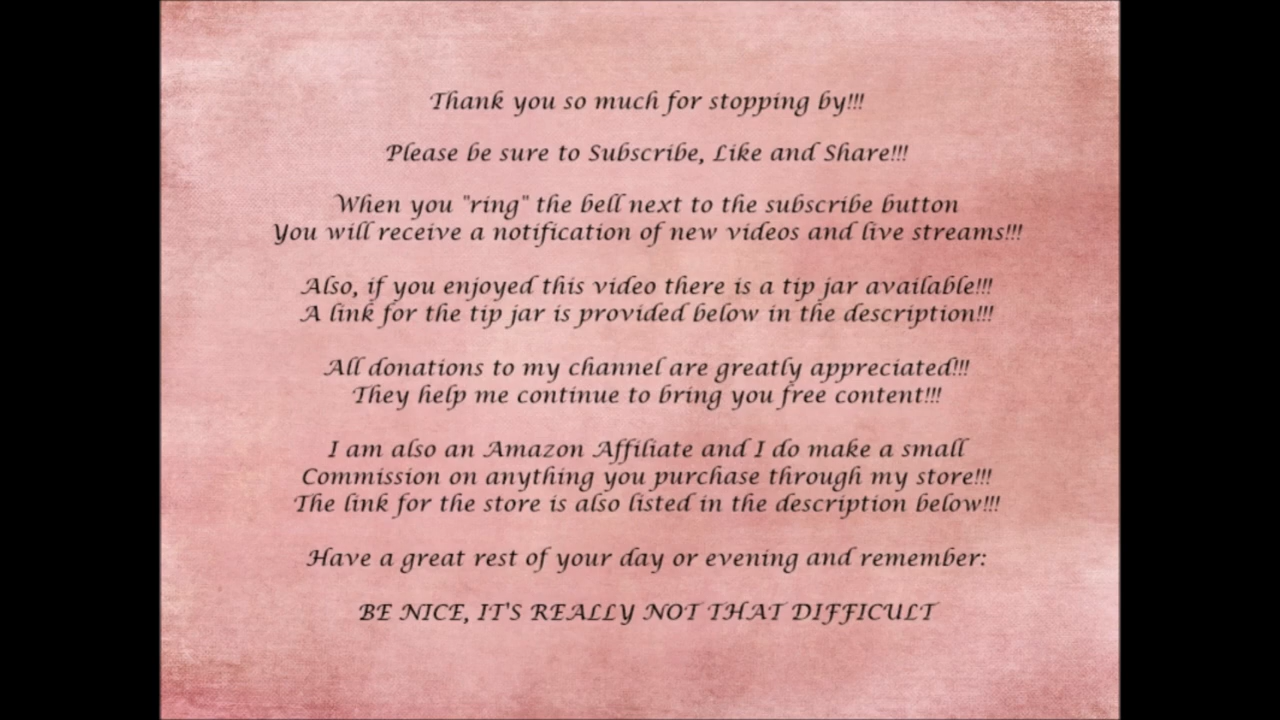 Thank you so much for stopping by!!!
Please be sure to Subscribe, Like and Share!!!
When you "ring" the bell next to the subscribe button
You will receive a notification of new videos and live streams!!!
Also, if you enjoyed this video there is a tip jar available!!!
A link for the tip jar is provided below in the description!!!
All donations to my channel are greatly appreciated!!!
They help me continue to bring you free content!!!
I am also an Amazon Affiliate and I do make a small
Commission on anything you purchase through my store!!!
The link for the store is also listed in the description below!!!
Have a great rest of your day or evening and remember:
BE NICE, IT'S REALLY NOT THAT DIFFICULT